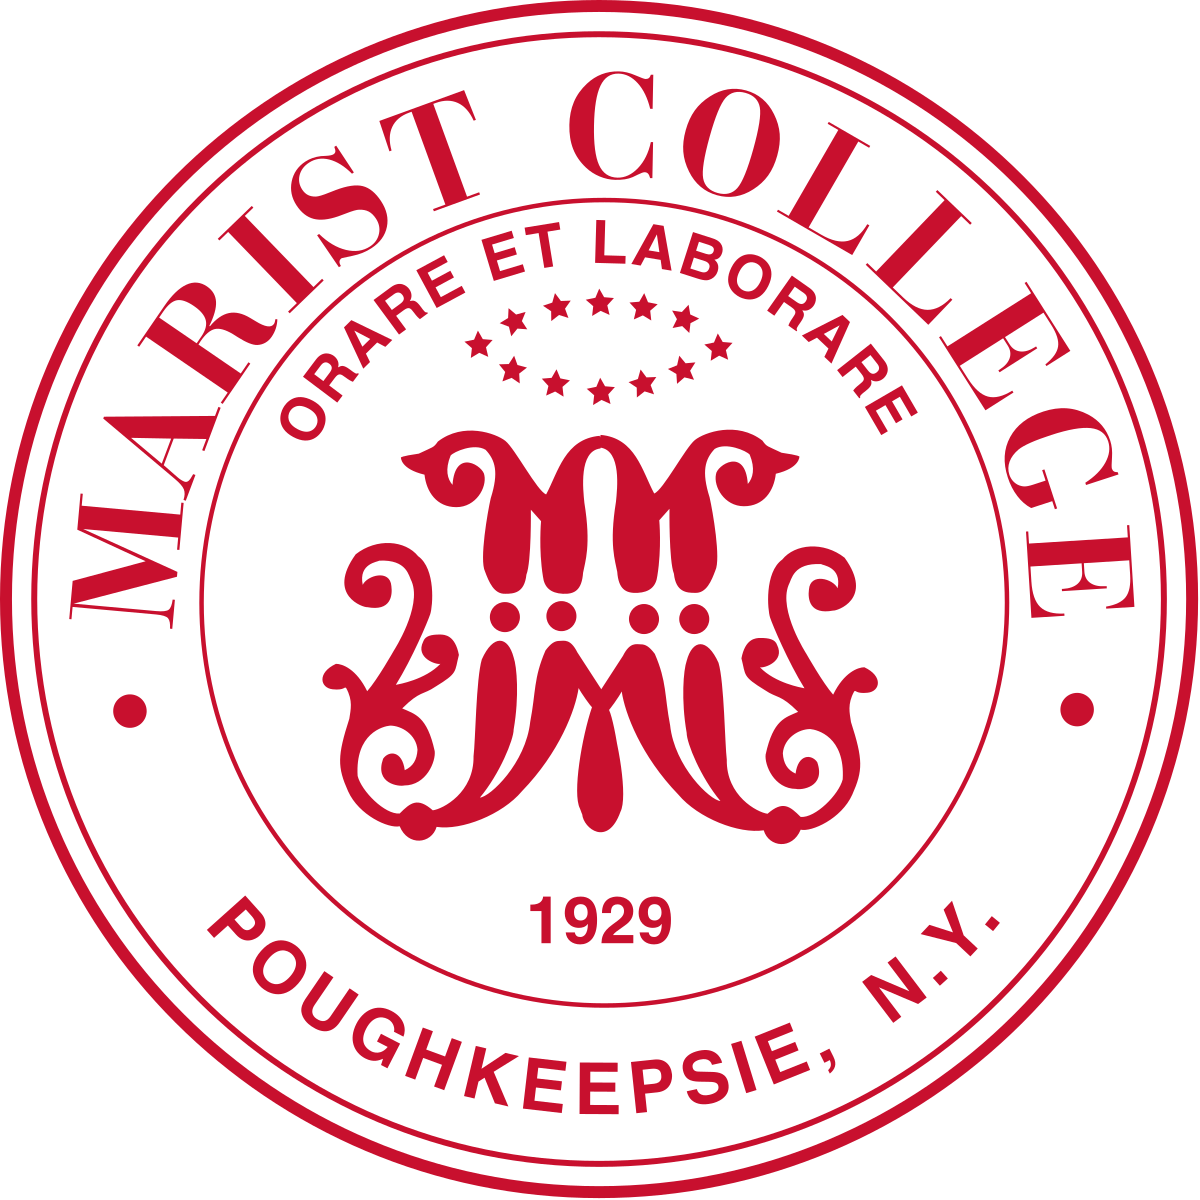 MARIST COLLEGE
ORARE ET LABORARE
1929
POUGHKEEPSIE, N.Y.